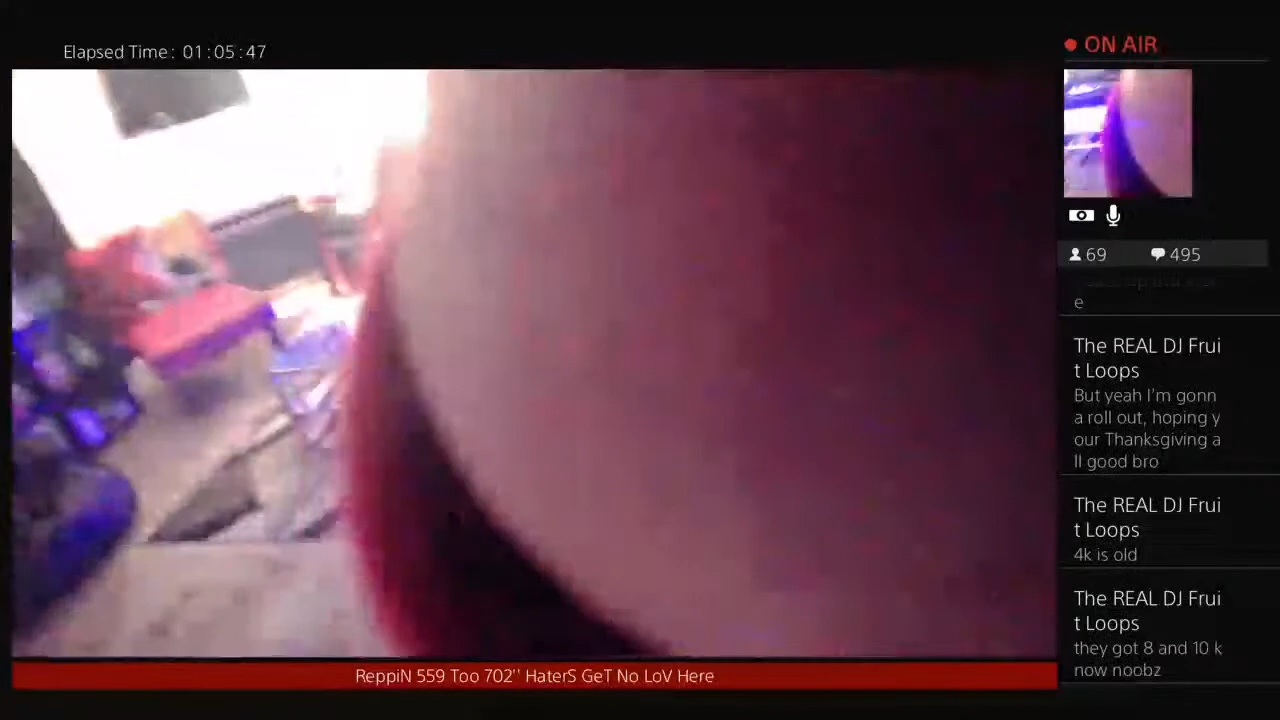 Elapsed Time: 01:05:47
ON AIR
69
495
e
The REAL DJ Frui
t Loops
But yeah I'm gonn
a roll out, hoping y
our Thanksgiving a
ll good bro
The REAL DJ Frui
t Loops
4k is old
The REAL DJ Frui
t Loops
they got 8 and 10 k
now noobz
ReppiN 559 Too 702'' HaterS GeT No LoV Here